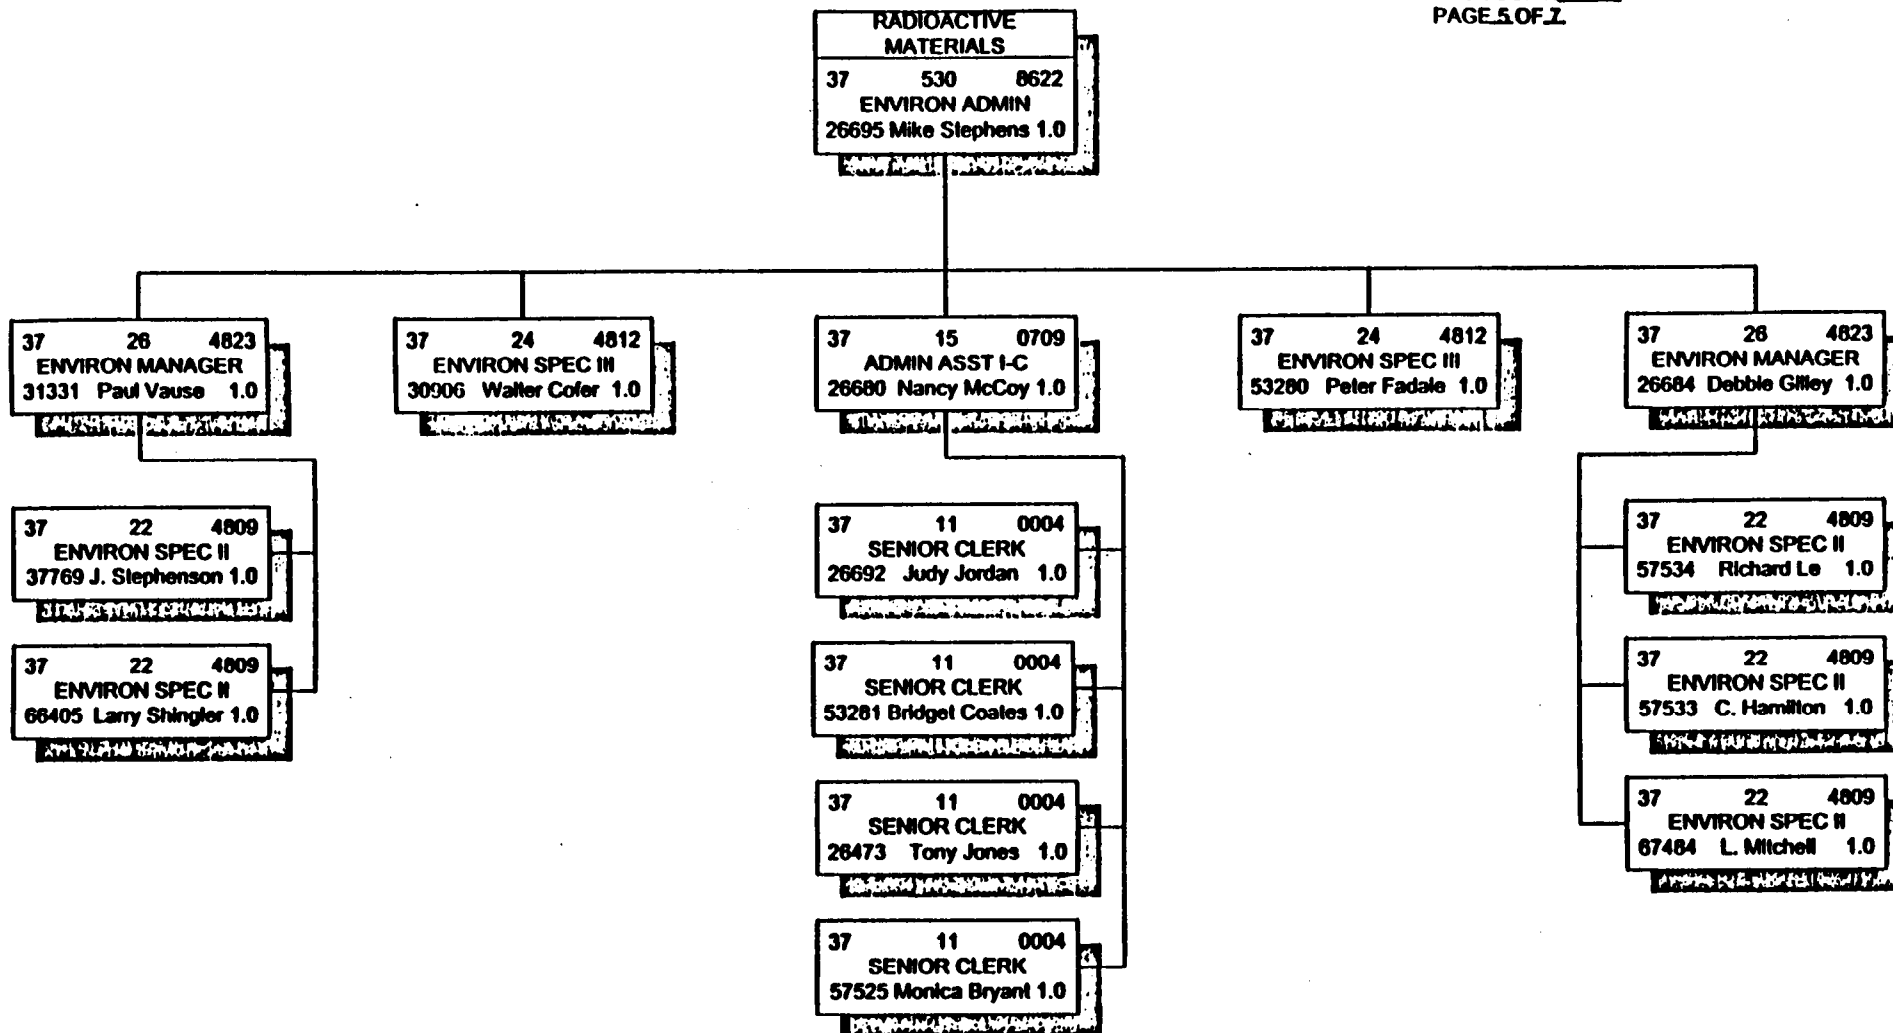 PAGE 5 OF 7
RADIOACTIVE
MATERIALS
37 530 8622
ENVIRON ADMIN
26695 Mike Stephens 1.0
37 26 4823
ENVIRON MANAGER
31331 Paul Vause 1.0
37 24 4812
ENVIRON SPEC III
30906 Walter Cofer 1.0
37 15 0709
ADMIN ASST I-C
26680 Nancy McCoy 1.0
37 24 4812
ENVIRON SPEC III
53280 Peter Fadale 1.0
37 26 4823
ENVIRON MANAGER
26684 Debbie Gilley 1.0
37 22 4809
ENVIRON SPEC II
37769 J. Stephenson 1.0
37 22 4809
ENVIRON SPEC II
66405 Larry Shingler 1.0
37 11 0004
SENIOR CLERK
26692 Judy Jordan 1.0
37 11 0004
SENIOR CLERK
53281 Bridget Coates 1.0
37 11 0004
SENIOR CLERK
26473 Tony Jones 1.0
37 11 0004
SENIOR CLERK
57525 Monica Bryant 1.0
37 22 4809
ENVIRON SPEC II
57534 Richard Le 1.0
37 22 4809
ENVIRON SPEC II
57533 C. Hamilton 1.0
37 22 4809
ENVIRON SPEC II
67484 L. Mitchell 1.0